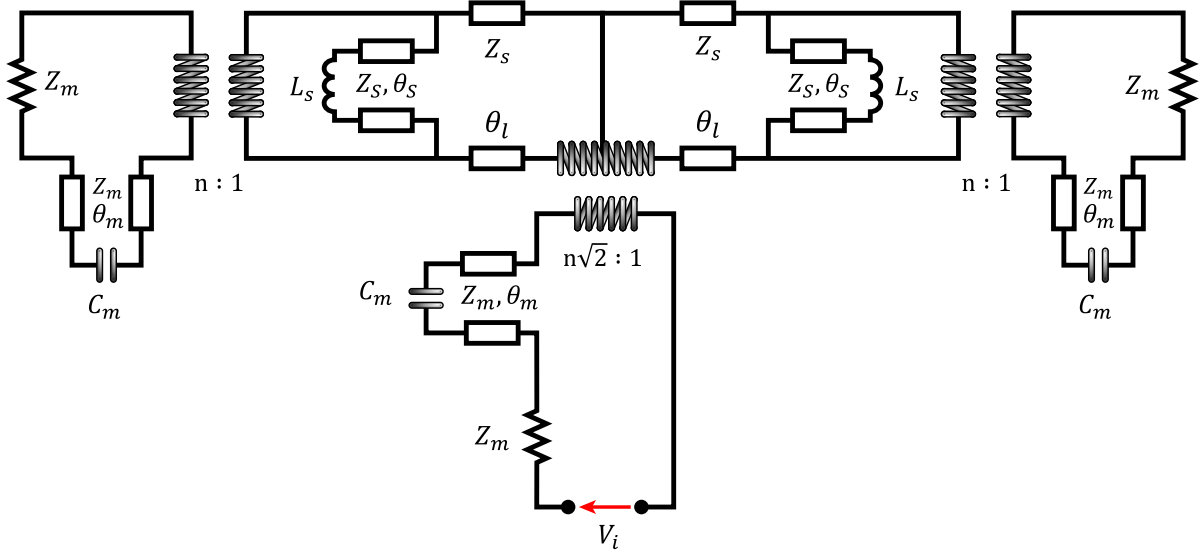 Z_s
Z_s
Z_m
L_s
Z_S, θ_S
Z_S, θ_S
L_s
Z_m
θ_l
θ_l
n : 1
n : 1
Z_m
θ_m
Z_m
θ_m
n√2 : 1
C_m
Z_m, θ_m
C_m
C_m
Z_m
V_i